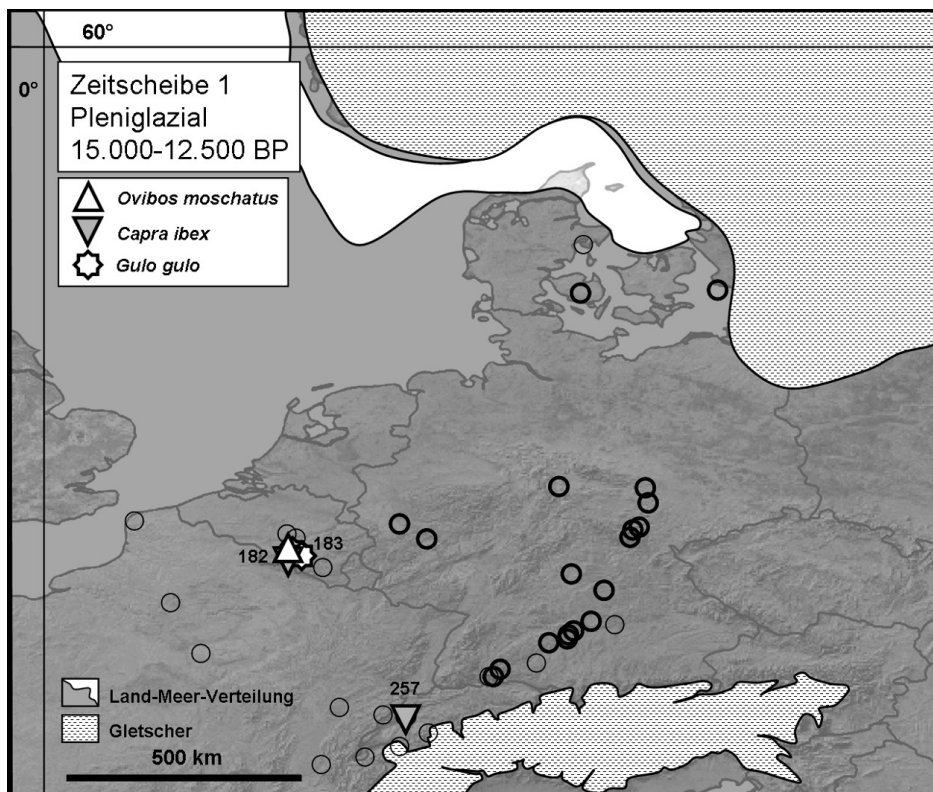 60°
0°
Zeitscheibe 1
Pleniglazial
15.000-12.500 BP
Ovibos moschatus
Capra ibex
Gulo gulo
182
183
257
Land-Meer-Verteilung
Gletscher
500 km